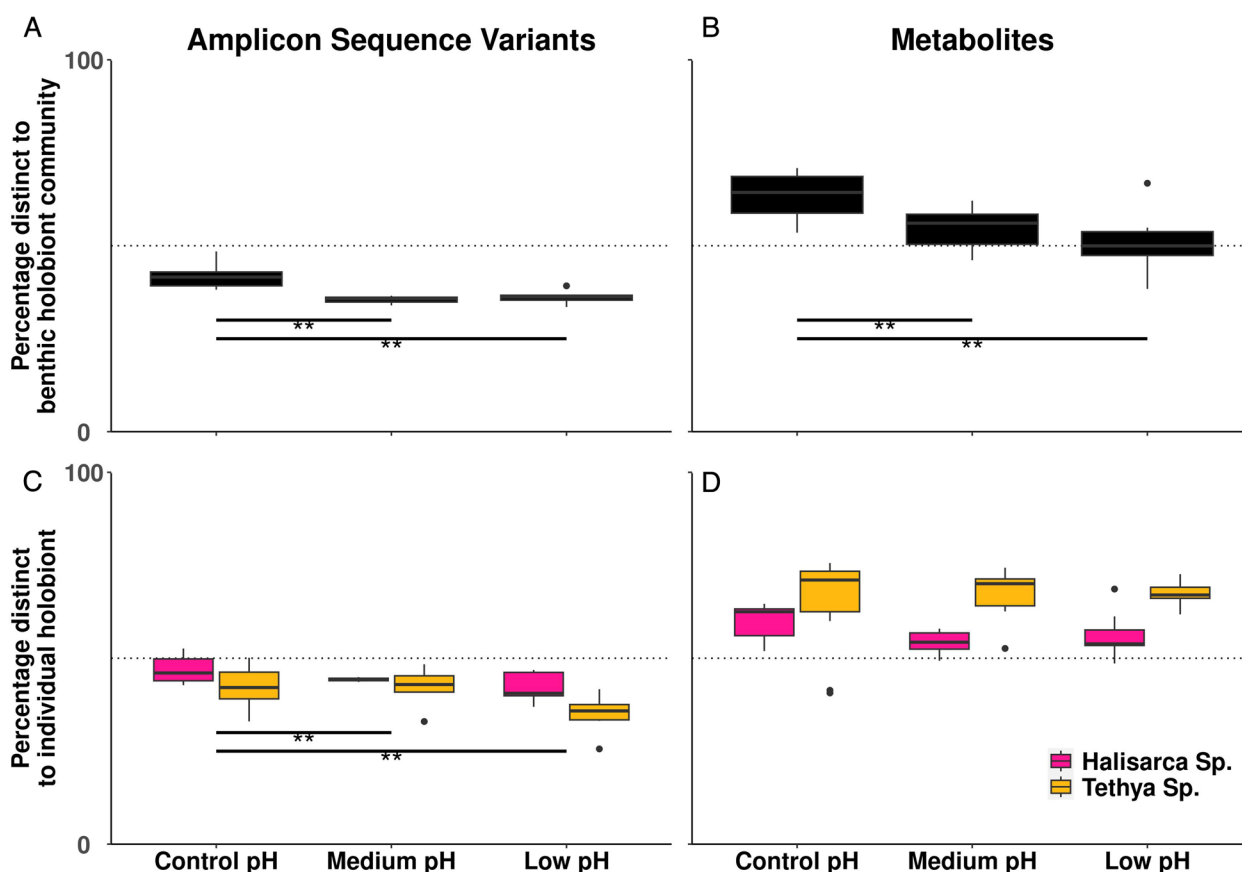 A
Amplicon Sequence Variants
B
Metabolites
Percentage distinct to
benthic holobiont community
100
0
**
**
**
**
C
D
Percentage distinct
to individual holobiont
100
0
**
**
Halisarca Sp.
Tethya Sp.
Control pH
Medium pH
Low pH
Control pH
Medium pH
Low pH